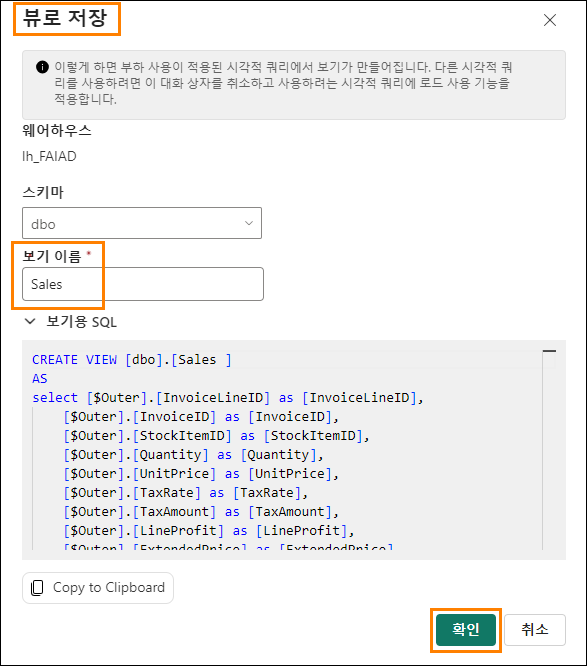 뷰로 저장
이렇게 하면 부하 사용이 적용된 시각적 쿼리에서 보기가 만들어집니다. 다른 시각적 쿼
리를 사용하려면 이 대화 상자를 취소하고 사용하려는 시각적 쿼리에 로드 사용 기능을
적용합니다.
웨어하우스
lh_FAIAD
스키마
dbo
보기 이름 *
Sales
보기용 SQL
CREATE VIEW [dbo].[Sales ]
AS
select [$Outer].[InvoiceLineID] as [InvoiceLineID],
[$Outer].[InvoiceID] as [InvoiceID],
[$Outer].[StockItemID] as [StockItemID],
[$Outer].[Quantity] as [Quantity],
[$Outer].[UnitPrice] as [UnitPrice],
[$Outer].[TaxRate] as [TaxRate],
[$Outer].[TaxAmount] as [TaxAmount],
[$Outer].[LineProfit] as [LineProfit],
[$Outer].[ExtendedPrice] as [ExtendedPrice]
Copy to Clipboard
확인
취소